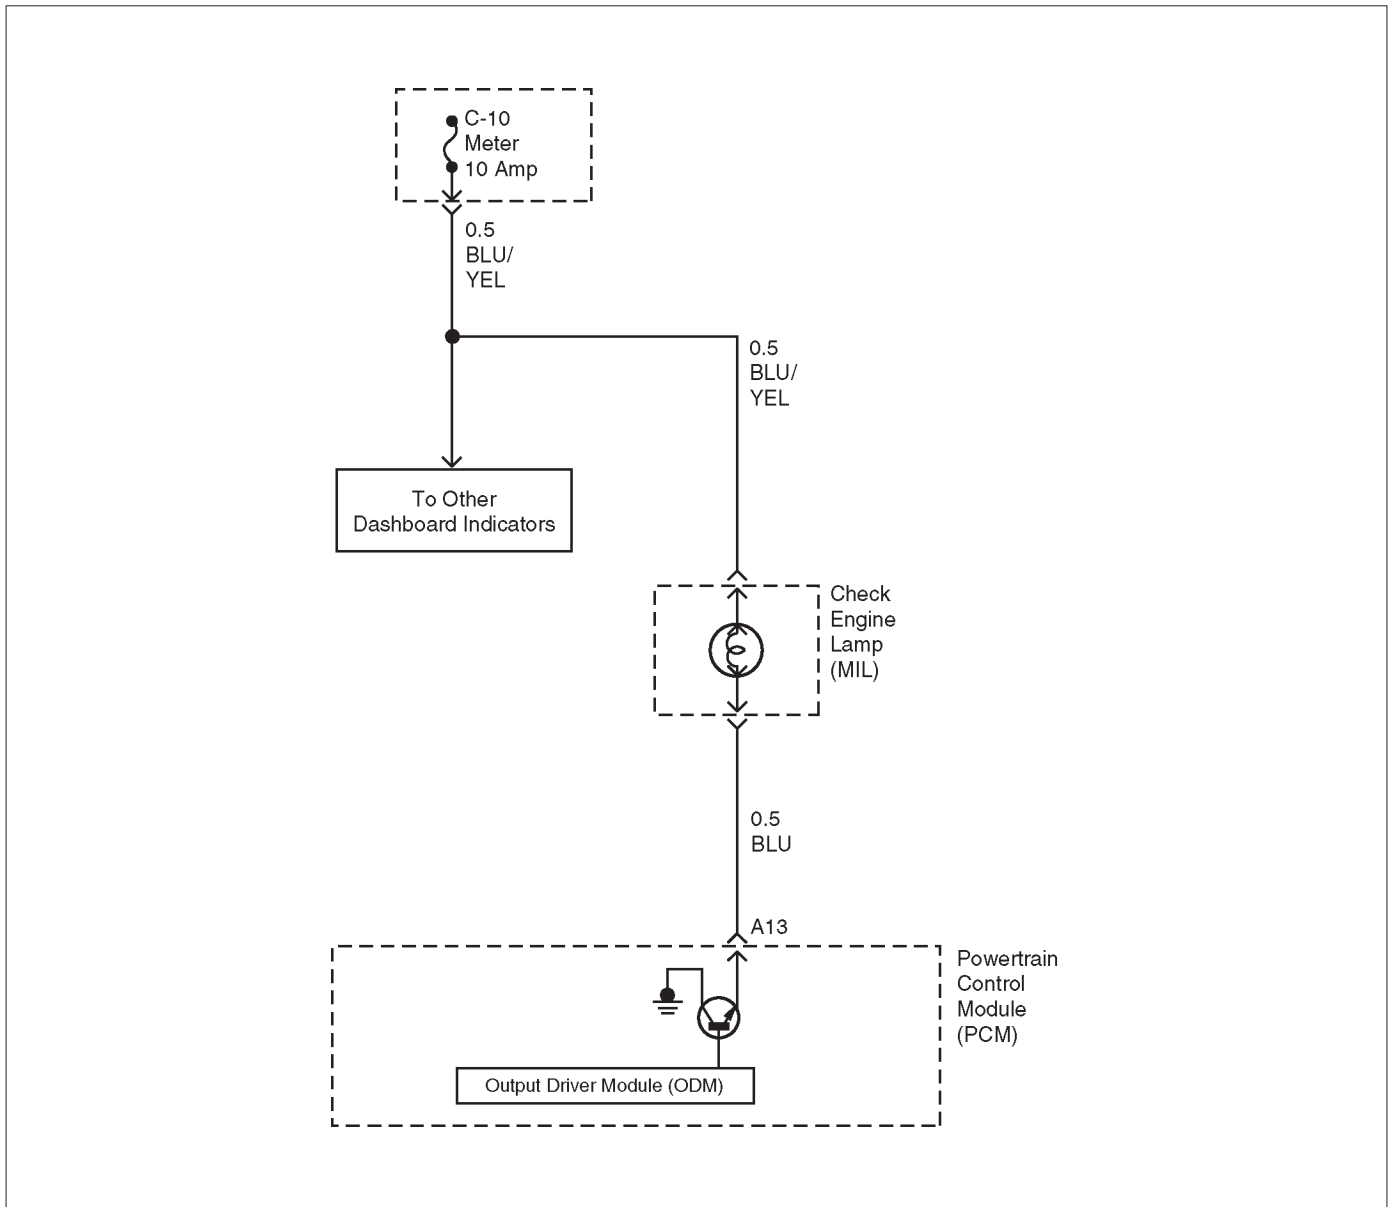 C-10
Meter
10 Amp
0.5
BLU/
YEL
0.5
BLU/
YEL
To Other
Dashboard Indicators
Check
Engine
Lamp
(MIL)
0.5
BLU
A13
Powertrain
Control
Module
(PCM)
Output Driver Module (ODM)